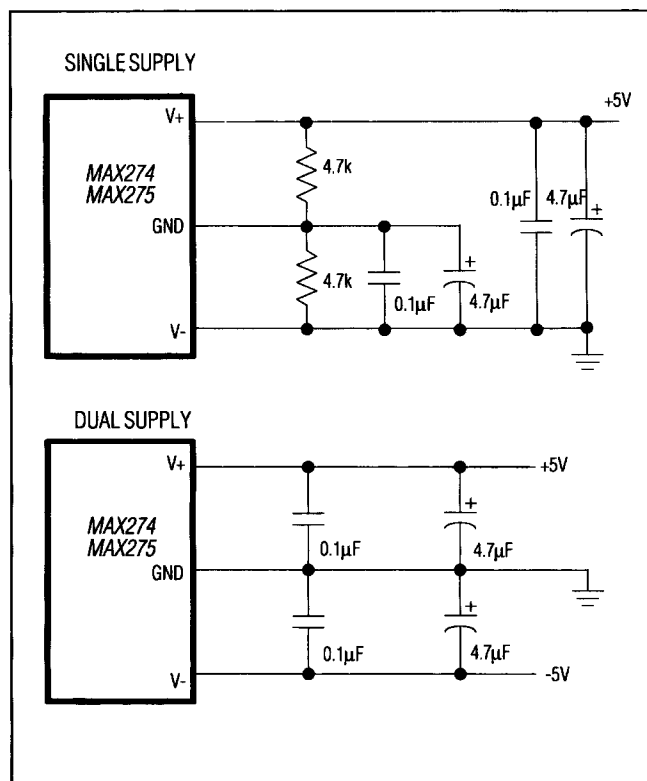 SINGLE SUPPLY
V+
+5V
MAX274
MAX275
4.7k
0.1µF
4.7µF
+
GND
4.7k
+
0.1µF
4.7µF
V-
DUAL SUPPLY
V+
+5V
MAX274
MAX275
+
0.1µF
4.7µF
GND
+
0.1µF
4.7µF
V-
-5V